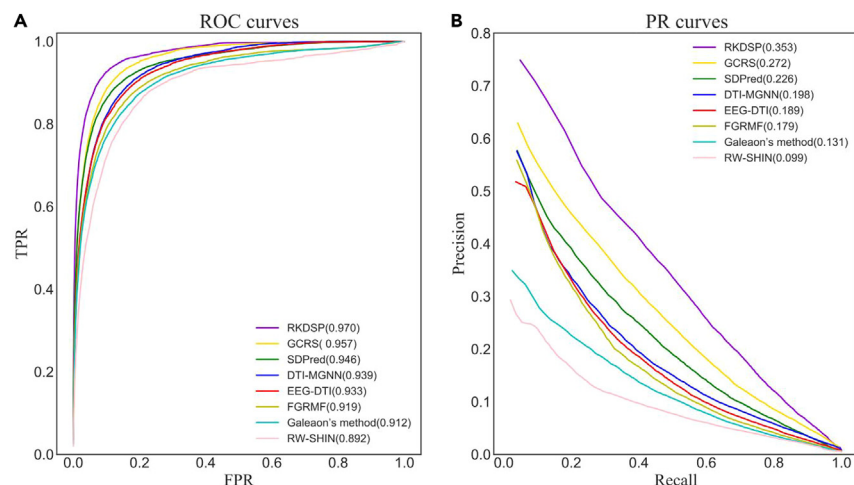 A
ROC curves
1.0
0.8
0.6
0.4
0.2
0.0
TPR
RKDSP(0.970)
GCRS( 0.957)
SDPred(0.946)
DTI-MGNN(0.939)
EEG-DTI(0.933)
FGRMF(0.919)
Galeaon's method(0.912)
RW-SHIN(0.892)
0.0 0.2 0.4 0.6 0.8 1.0
FPR
B
PR curves
0.8
0.7
0.6
0.5
0.4
0.3
0.2
0.1
0.0
Precision
RKDSP(0.353)
GCRS(0.272)
SDPred(0.226)
DTI-MGNN(0.198)
EEG-DTI(0.189)
FGRMF(0.179)
Galeaon's method(0.131)
RW-SHIN(0.099)
0.0 0.2 0.4 0.6 0.8 1.0
Recall